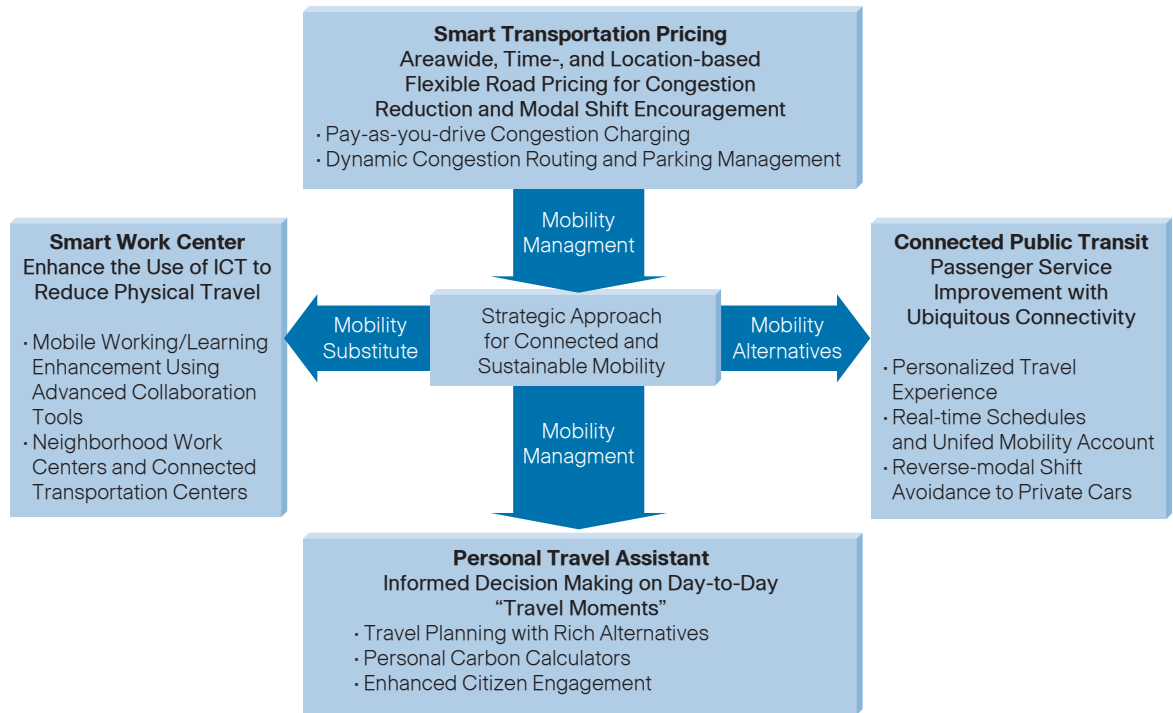 Smart Transportation Pricing
Areawide, Time-, and Location-based
Flexible Road Pricing for Congestion
Reduction and Modal Shift Encouragement
· Pay-as-you-drive Congestion Charging
· Dynamic Congestion Routing and Parking Management
Mobility
Managment
Smart Work Center
Enhance the Use of ICT to
Reduce Physical Travel
· Mobile Working/Learning
Enhancement Using
Advanced Collaboration
Tools
· Neighborhood Work
Centers and Connected
Transportation Centers
Mobility
Substitute
Strategic Approach
for Connected and
Sustainable Mobility
Mobility
Alternatives
Connected Public Transit
Passenger Service
Improvement with
Ubiquitous Connectivity
· Personalized Travel
Experience
· Real-time Schedules
and Unifed Mobility Account
· Reverse-modal Shift
Avoidance to Private Cars
Mobility
Managment
Personal Travel Assistant
Informed Decision Making on Day-to-Day
“Travel Moments”
· Travel Planning with Rich Alternatives
· Personal Carbon Calculators
· Enhanced Citizen Engagement